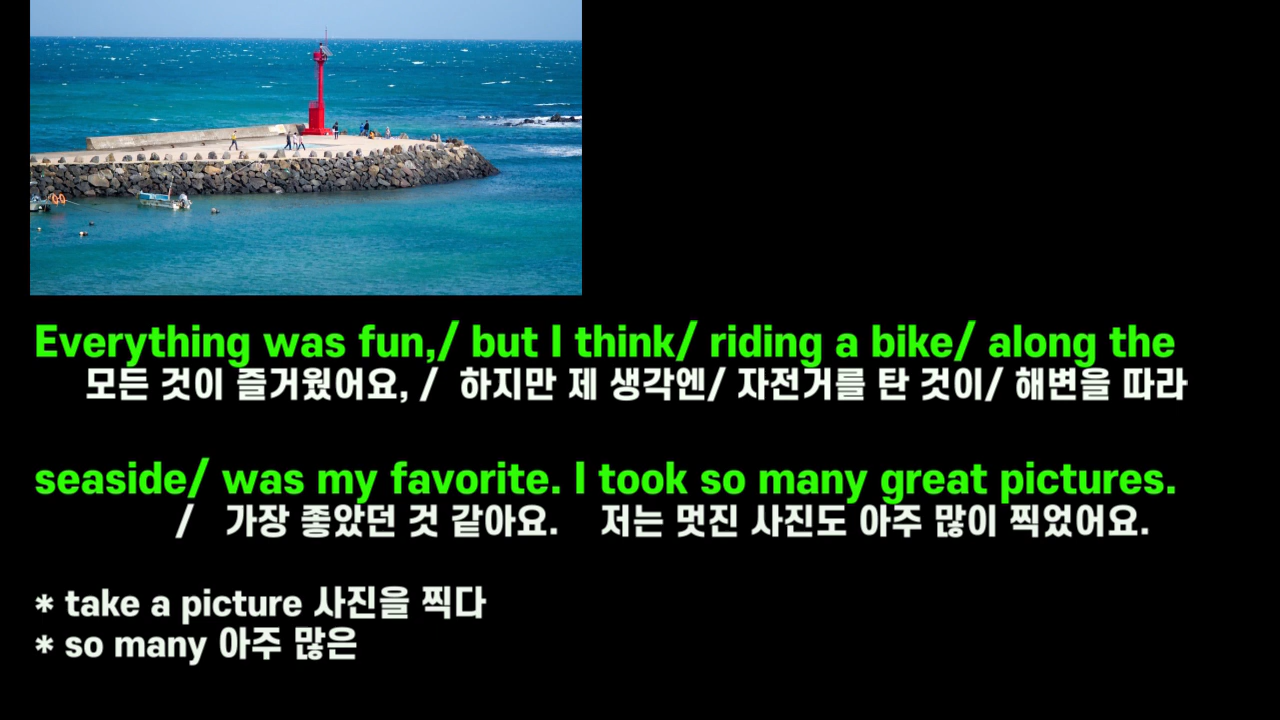 Everything was fun,/ but I think/ riding a bike/ along the
모든 것이 즐거웠어요, / 하지만 제 생각엔/ 자전거를 탄 것이/ 해변을 따라
seaside/ was my favorite. I took so many great pictures.
/ 가장 좋았던 것 같아요. 저는 멋진 사진도 아주 많이 찍었어요.
* take a picture 사진을 찍다
* so many 아주 많은